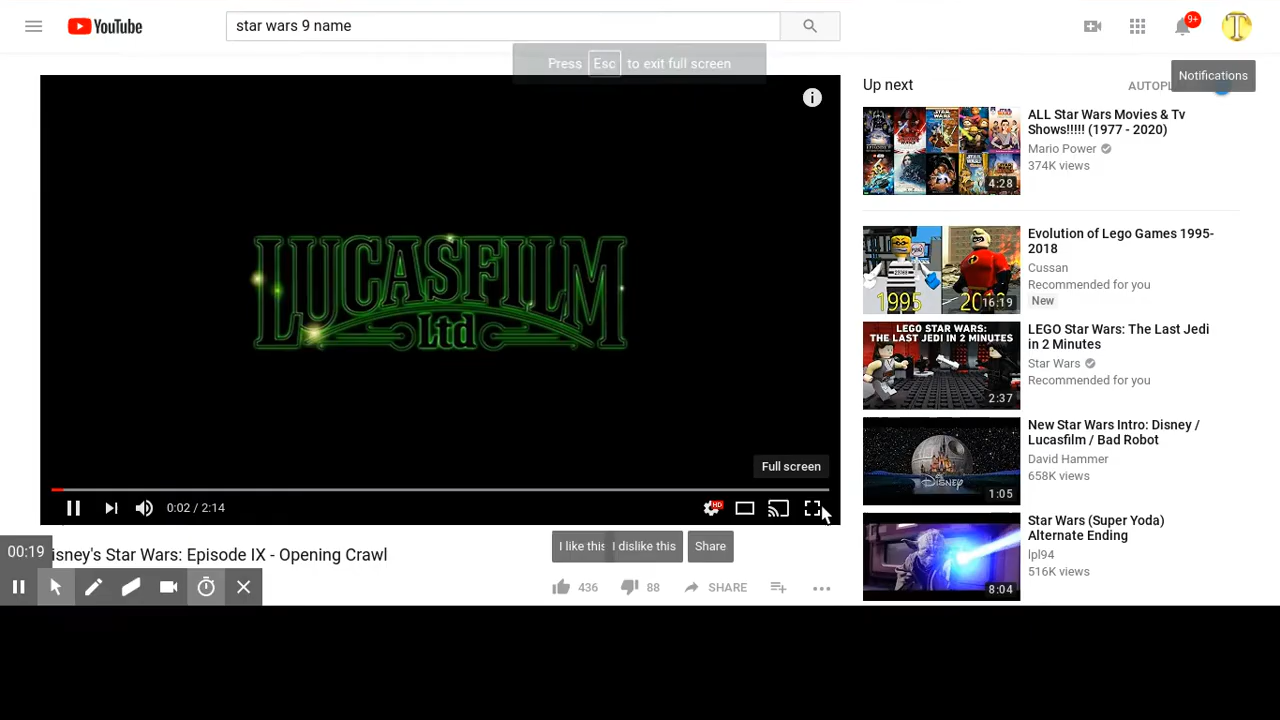 YouTube
star wars 9 name
9+
T
Press Esc to exit full screen
Notifications
Up next
AUTOPL
LUCASFILM
Ltd
Full screen
0:02 / 2:14
HD
00:19
isney's Star Wars: Episode IX - Opening Crawl
I like this
I dislike this
Share
436
88
SHARE
4:28
ALL Star Wars Movies & Tv
Shows!!!!! (1977 - 2020)
Mario Power
374K views
1995
16:19
Evolution of Lego Games 1995-
2018
Cussan
Recommended for you
New
LEGO STAR WARS:
THE LAST JEDI IN 2 MINUTES
2:37
LEGO Star Wars: The Last Jedi
in 2 Minutes
Star Wars
Recommended for you
DISNEY
1:05
New Star Wars Intro: Disney /
Lucasfilm / Bad Robot
David Hammer
658K views
8:04
Star Wars (Super Yoda)
Alternate Ending
lpl94
516K views